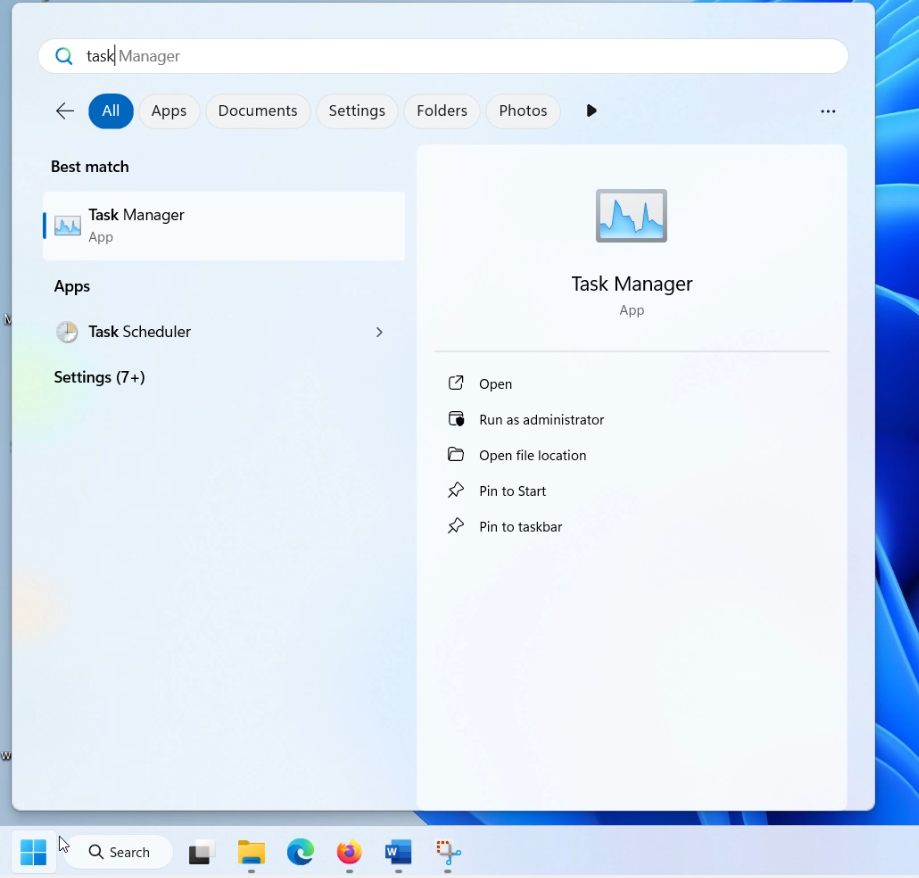 task Manager
All Apps Documents Settings Folders Photos
Best match
Task Manager
App
Apps
Task Scheduler
Settings (7+)
Task Manager
App
Open
Run as administrator
Open file location
Pin to Start
Pin to taskbar
Search
W